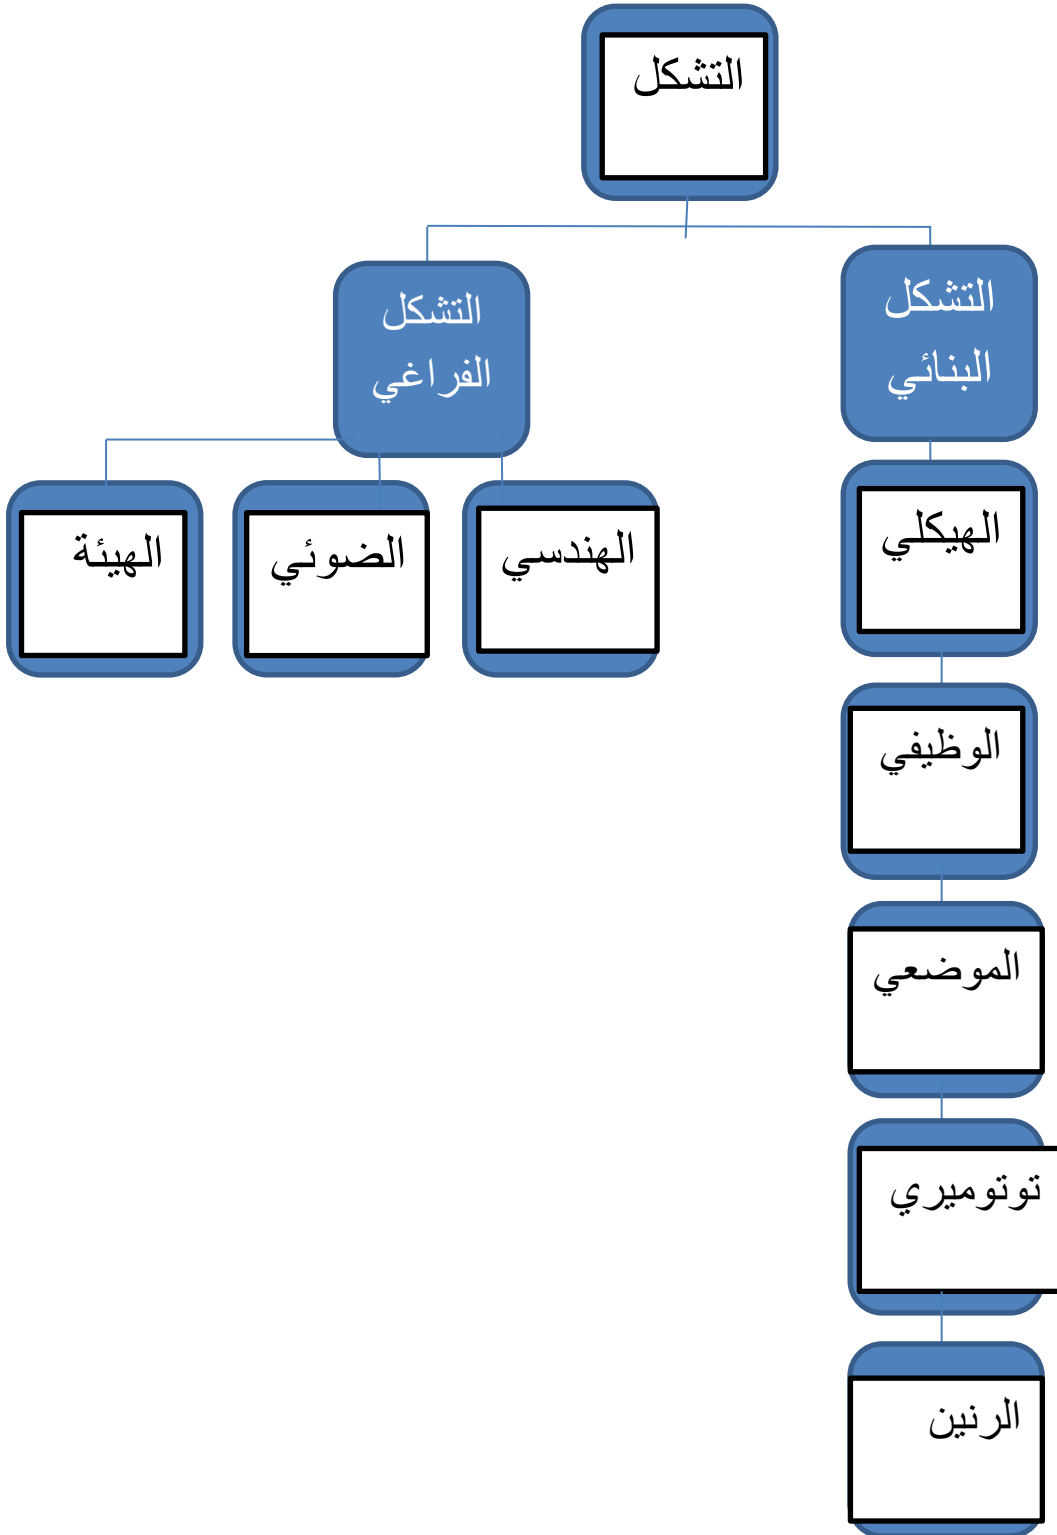 التشكل
التشكل
البنائي
التشكل
الفراغي
الهيكلي
الهندسي
الضوئي
الهيئة
الوظيفي
الموضعي
توتوميري
الرنين